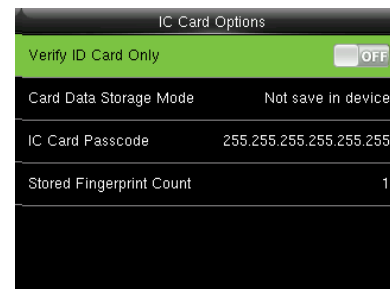 IC Card Options
Verify ID Card Only OFF
Card Data Storage Mode Not save in device
IC Card Passcode 255.255.255.255.255.255
Stored Fingerprint Count 1